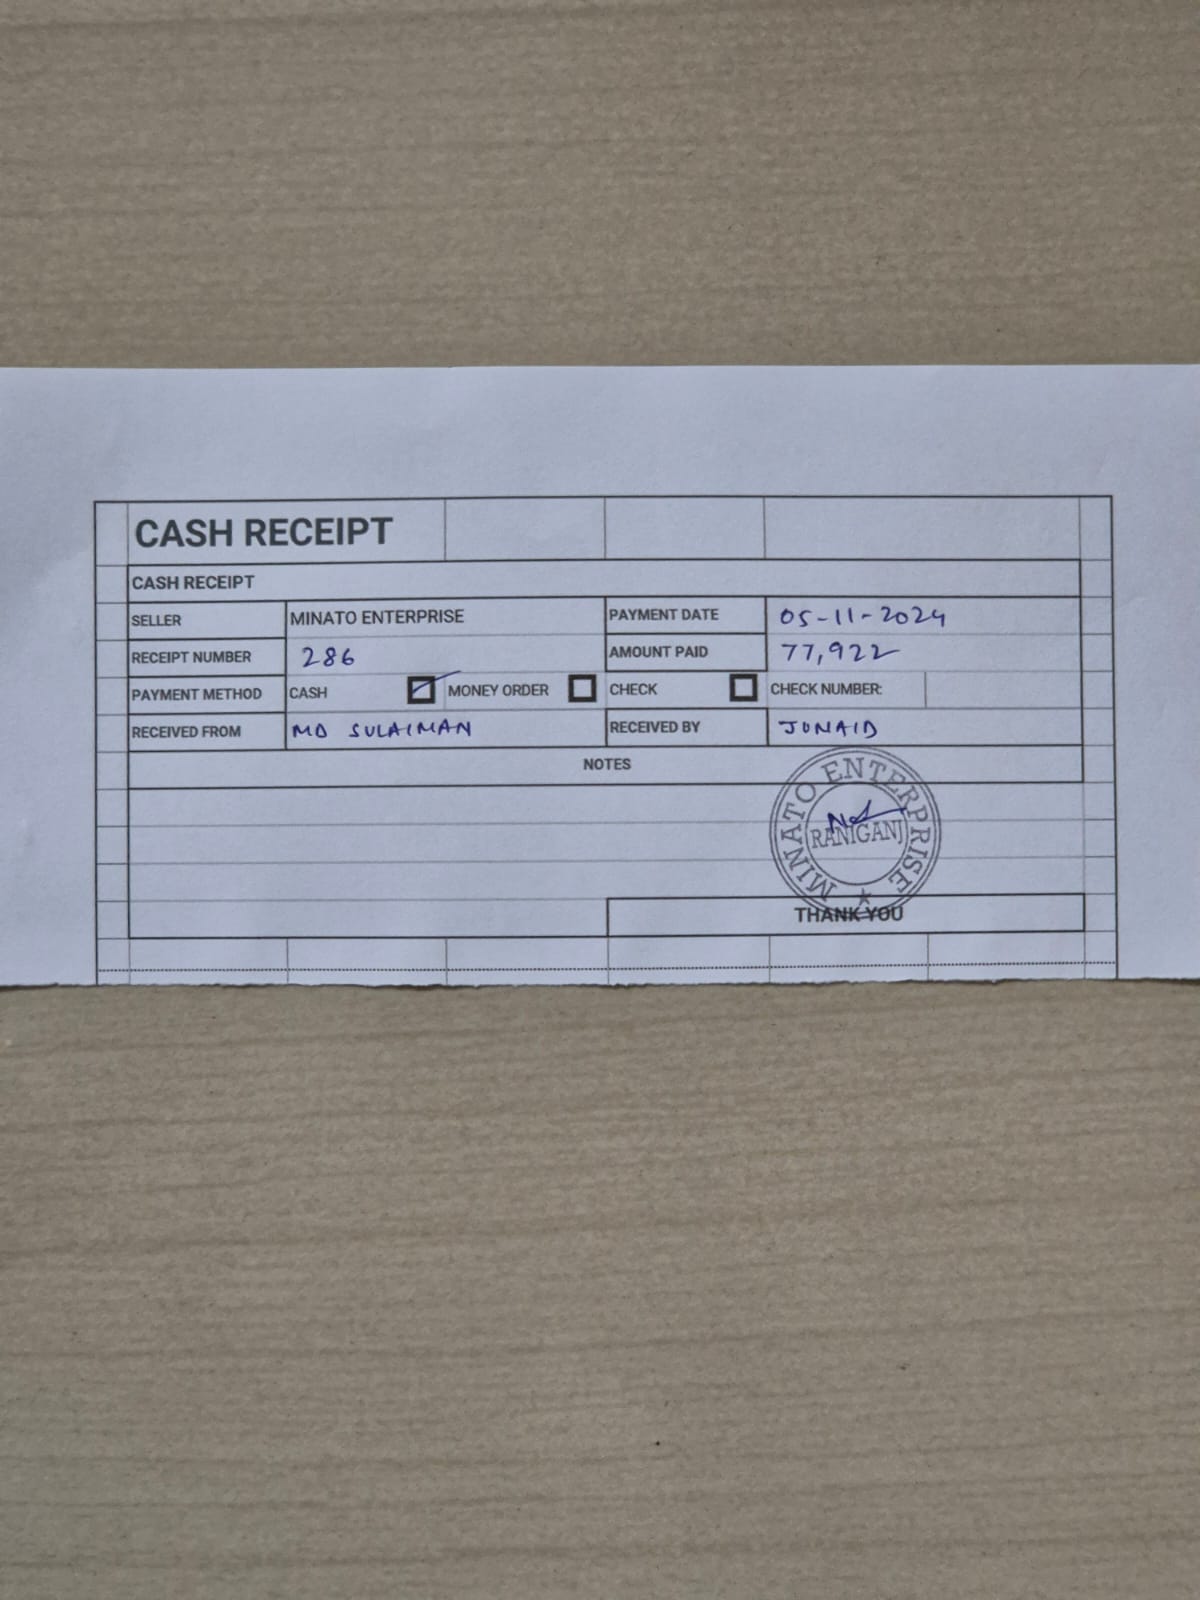 CASH RECEIPT
CASH RECEIPT
SELLER MINATO ENTERPRISE PAYMENT DATE 05-11-2024
RECEIPT NUMBER 286 AMOUNT PAID 77,922
PAYMENT METHOD CASH MONEY ORDER CHECK CHECK NUMBER:
RECEIVED FROM MD SULAIMAN RECEIVED BY JUNAID
NOTES
MINATO ENTERPRISE
RANIGANJ
THANK YOU